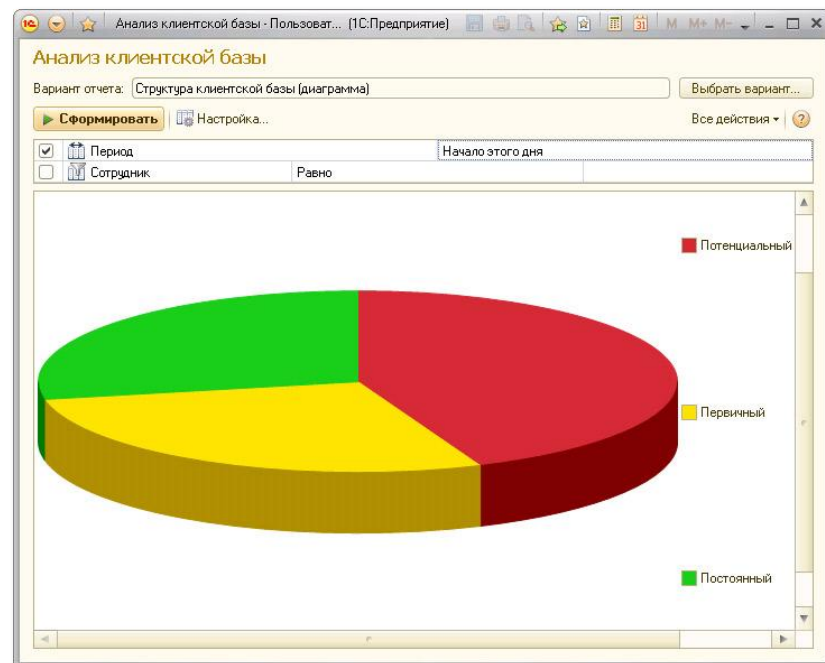 Анализ клиентской базы - Пользоват... (1С:Предприятие) 31 M M+ M-
Анализ клиентской базы
Вариант отчета: Структура клиентской базы (диаграмма) Выбрать вариант...
Сформировать Настройка... Все действия ?
Период Начало этого дня
Сотрудник Равно
Потенциальный
Первичный
Постоянный